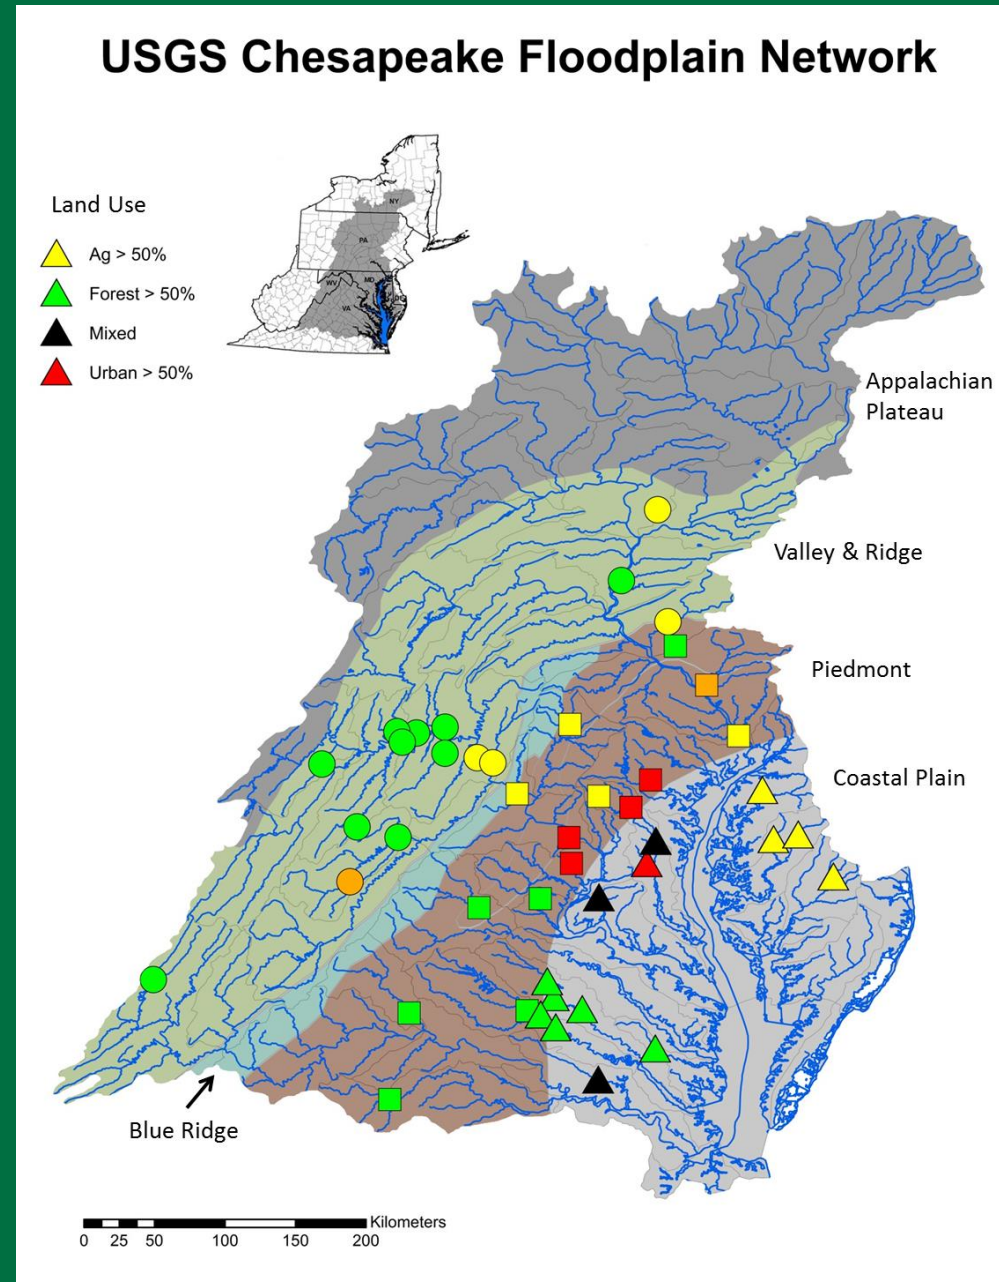 USGS Chesapeake Floodplain Network
Land Use
Ag > 50%
Forest > 50%
Mixed
Urban > 50%
NY
PA
WV
MD
VA
Appalachian
Plateau
Valley & Ridge
Piedmont
Coastal Plain
Blue Ridge
Kilometers
0 25 50 100 150 200